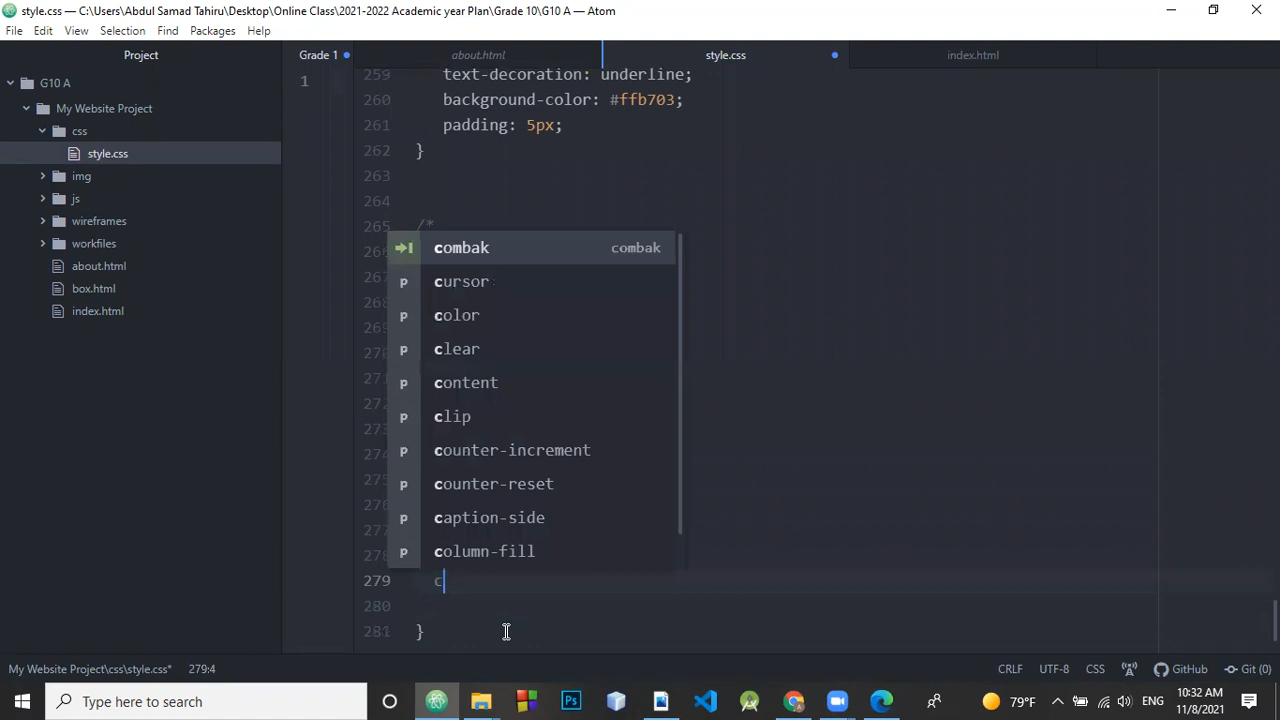 style.css — C:\Users\Abdul Samad Tahiru\Desktop\Online Class\2021-2022 Academic year Plan\Grade 10\G10 A — Atom
File Edit View Selection Find Packages Help
Project
Grade 1
about.html
style.css
index.html
G10 A
My Website Project
css
style.css
img
js
wireframes
workfiles
about.html
box.html
index.html
1
259 text-decoration: underline;
260 background-color: #ffb703;
261 padding: 5px;
262 }
263
264
265 /*
combak combak
p cursor
p color
p clear
p content
p clip
p counter-increment
p counter-reset
p caption-side
p column-fill
279 c
280
281 }
My Website Project\css\style.css* 279:4
CRLF UTF-8 CSS GitHub Git (0)
Type here to search
79°F
ENG
10:32 AM
11/8/2021